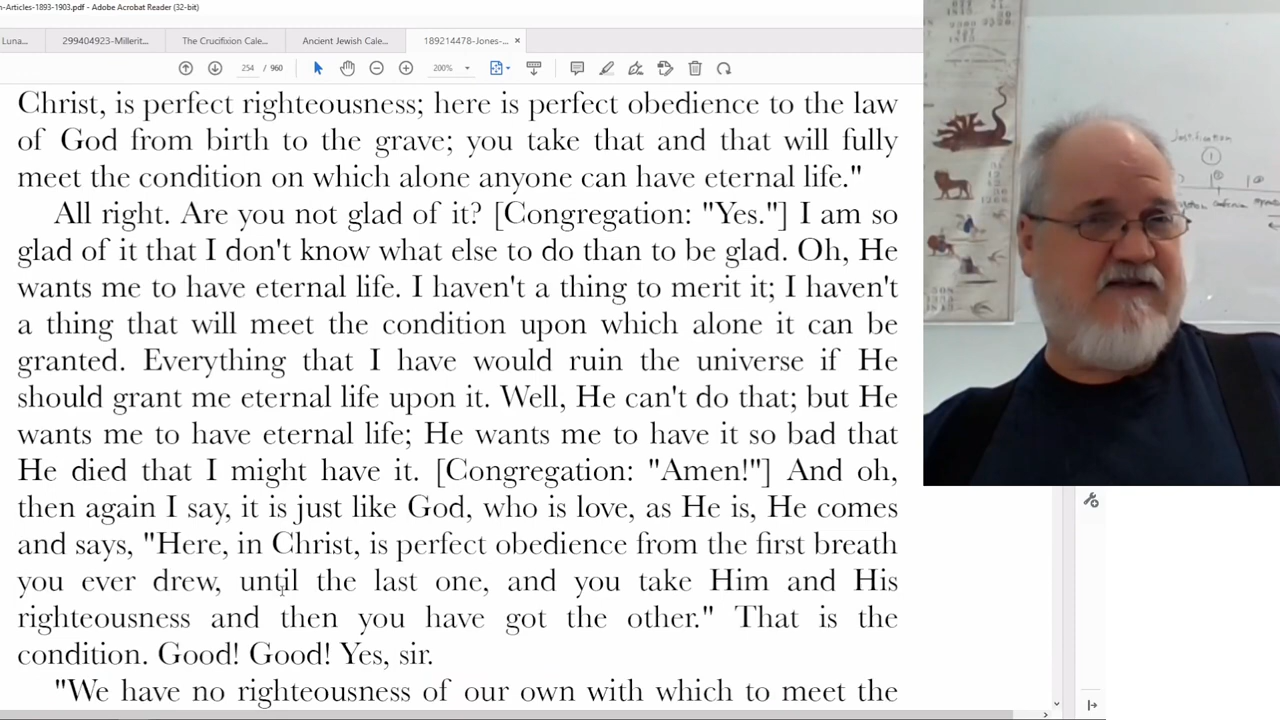 n-Articles-1893-1903.pdf - Adobe Acrobat Reader (32-bit)
Luna...
299404923-Millerit...
The Crucifixion Cale...
Ancient Jewish Cale...
189214478-Jones-...
254 / 960
200%
Christ, is perfect righteousness; here is perfect obedience to the law
of God from birth to the grave; you take that and that will fully
meet the condition on which alone anyone can have eternal life."
All right. Are you not glad of it? [Congregation: "Yes."] I am so
glad of it that I don't know what else to do than to be glad. Oh, He
wants me to have eternal life. I haven't a thing to merit it; I haven't
a thing that will meet the condition upon which alone it can be
granted. Everything that I have would ruin the universe if He
should grant me eternal life upon it. Well, He can't do that; but He
wants me to have eternal life; He wants me to have it so bad that
He died that I might have it. [Congregation: "Amen!"] And oh,
then again I say, it is just like God, who is love, as He is, He comes
and says, "Here, in Christ, is perfect obedience from the first breath
you ever drew, until the last one, and you take Him and His
righteousness and then you have got the other." That is the
condition. Good! Good! Yes, sir.
"We have no righteousness of our own with which to meet the
Justification
1